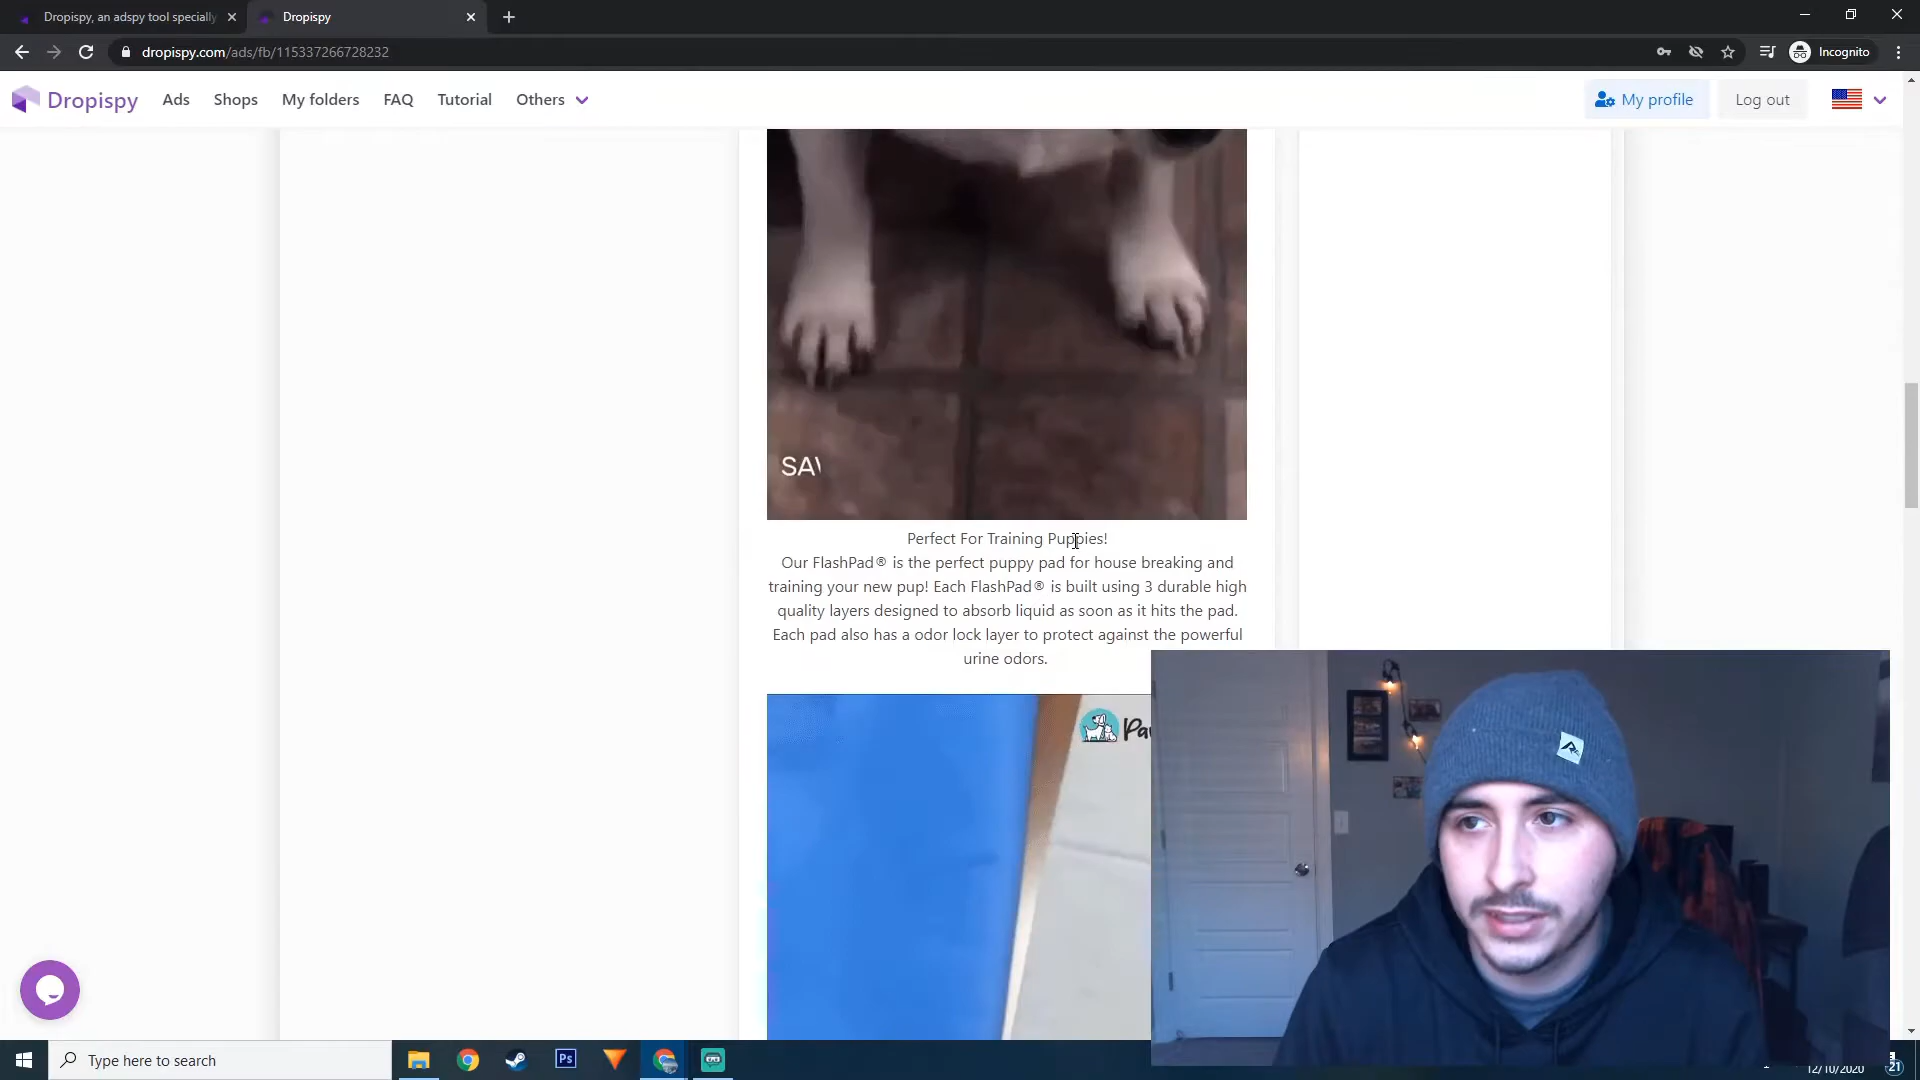 Dropispy, an adspy tool specially
Dropispy
dropispy.com/ads/fb/115337266728232
Incognito
Dropispy
Ads
Shops
My folders
FAQ
Tutorial
Others
My profile
Log out
SA
Perfect For Training Puppies!
Our FlashPad® is the perfect puppy pad for house breaking and
training your new pup! Each FlashPad® is built using 3 durable high
quality layers designed to absorb liquid as soon as it hits the pad.
Each pad also has a odor lock layer to protect against the powerful
urine odors.
Type here to search
Ps
12/10/2020
21